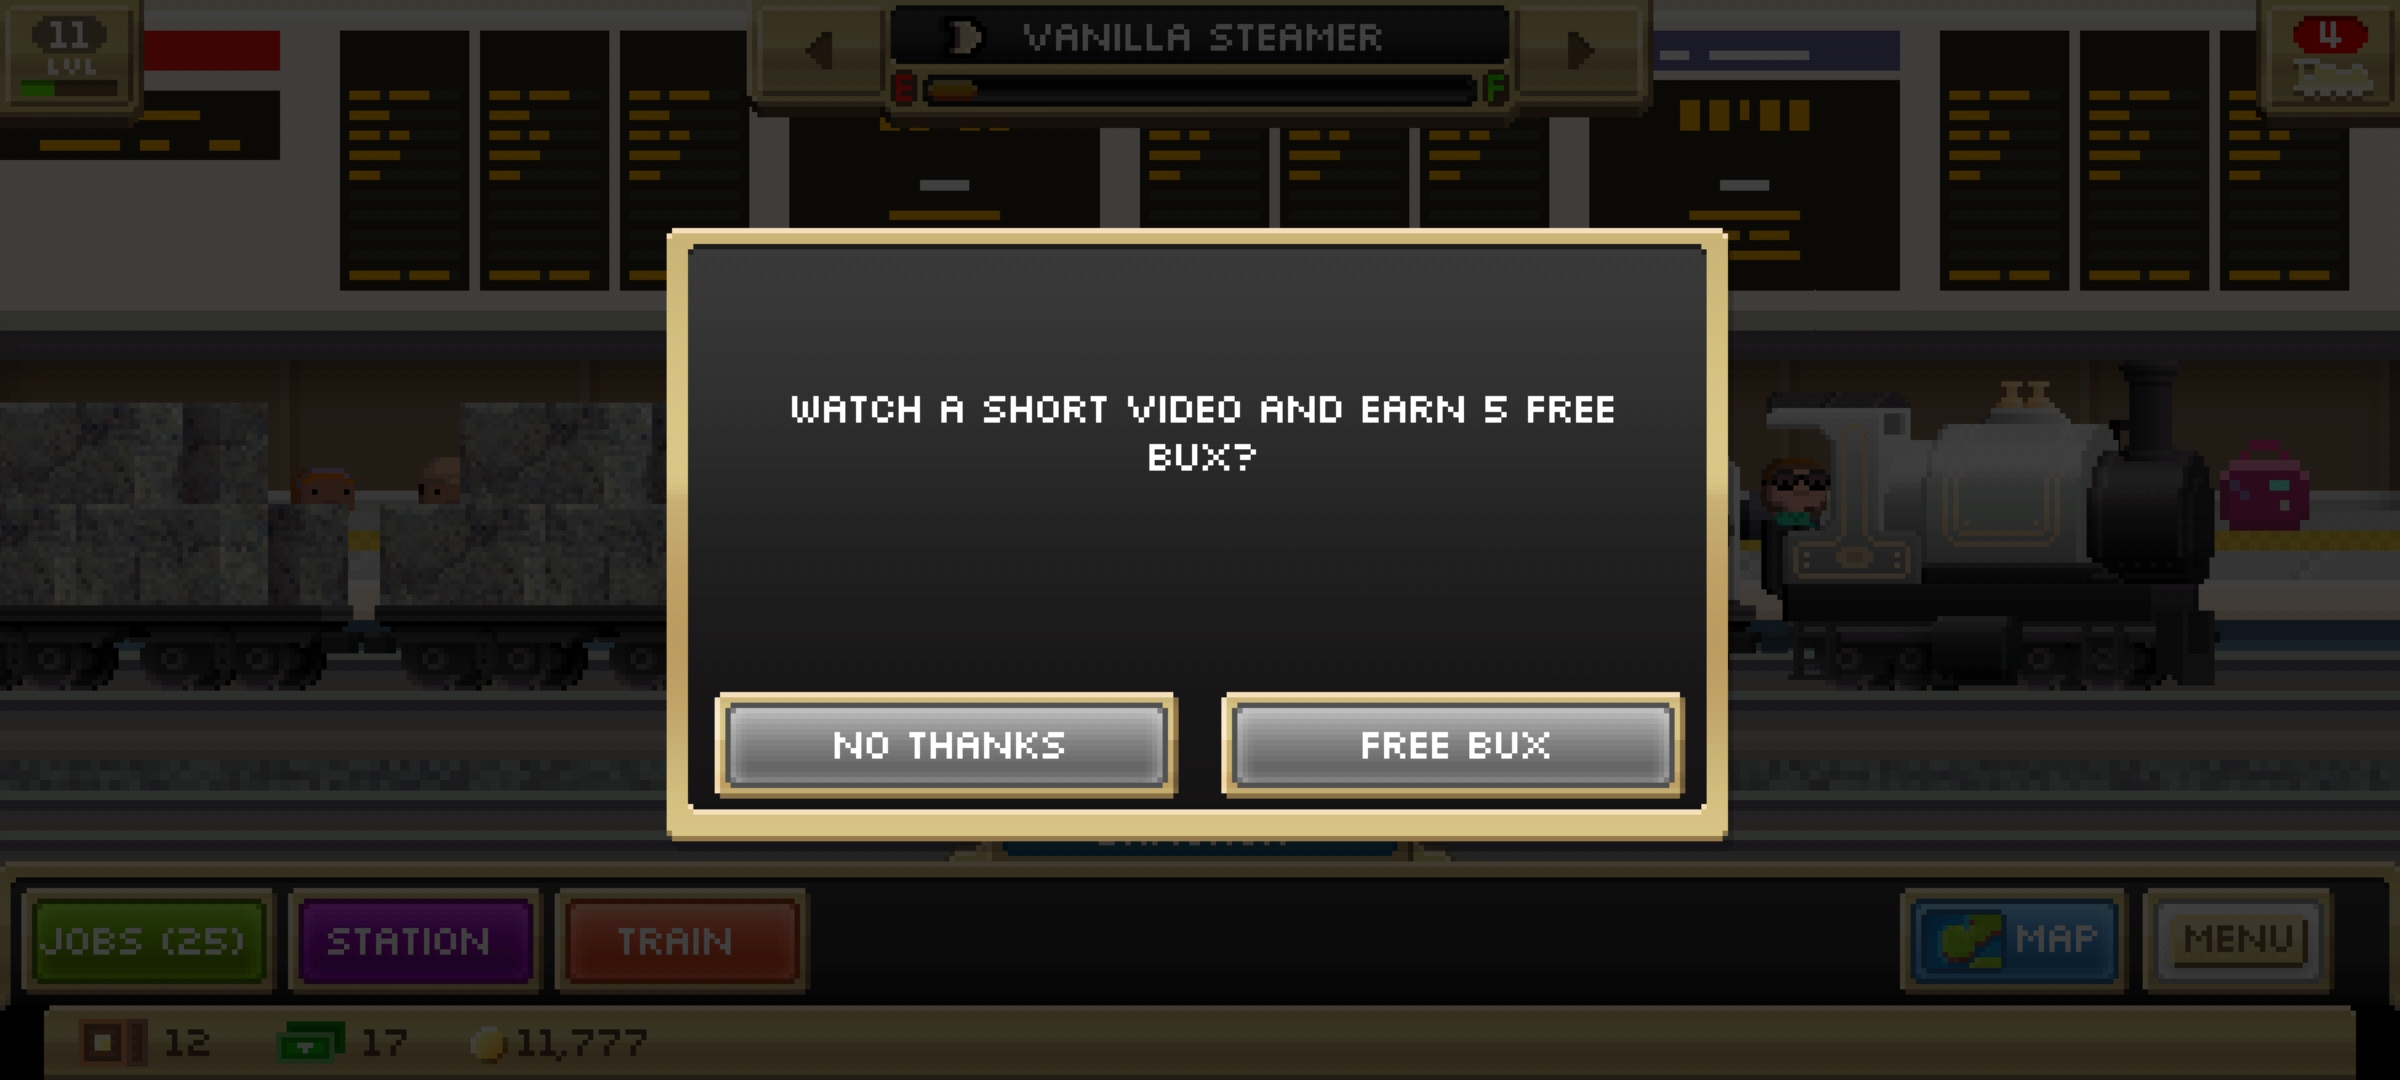 11
LVL
VANILLA STEAMER
E
F
4
WATCH A SHORT VIDEO AND EARN 5 FREE
BUX?
NO THANKS
FREE BUX
JOBS (25)
STATION
TRAIN
MAP
MENU
12
17
11,777